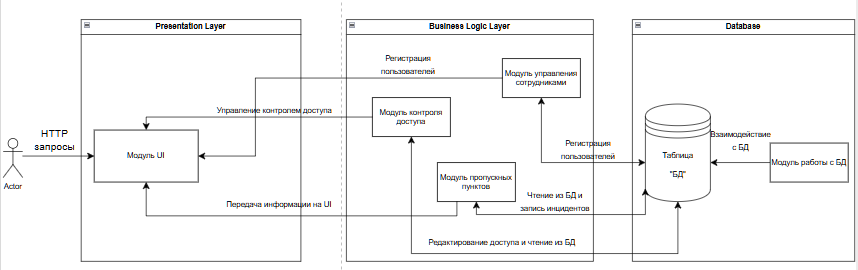 Presentation Layer
Business Logic Layer
Database
Регистрация
пользователей
Модуль управления
сотрудниками
Управление контролем доступа
Модуль контроля
доступа
HTTP
запросы
Модуль UI
Actor
Регистрация
пользователей
Таблица
"БД"
Взаимодействие
с БД
Модуль работы с БД
Модуль пропускных
пунктов
Передача информации на UI
Чтение из БД и
запись инцидентов
Редактирование доступа и чтение из БД